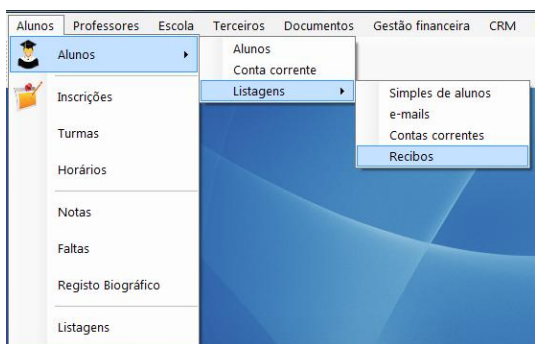 Alunos Professores Escola Terceiros Documentos Gestão financeira CRM
Alunos
Inscrições
Turmas
Horários
Notas
Faltas
Registo Biográfico
Listagens
Alunos
Conta corrente
Listagens
Simples de alunos
e-mails
Contas correntes
Recibos